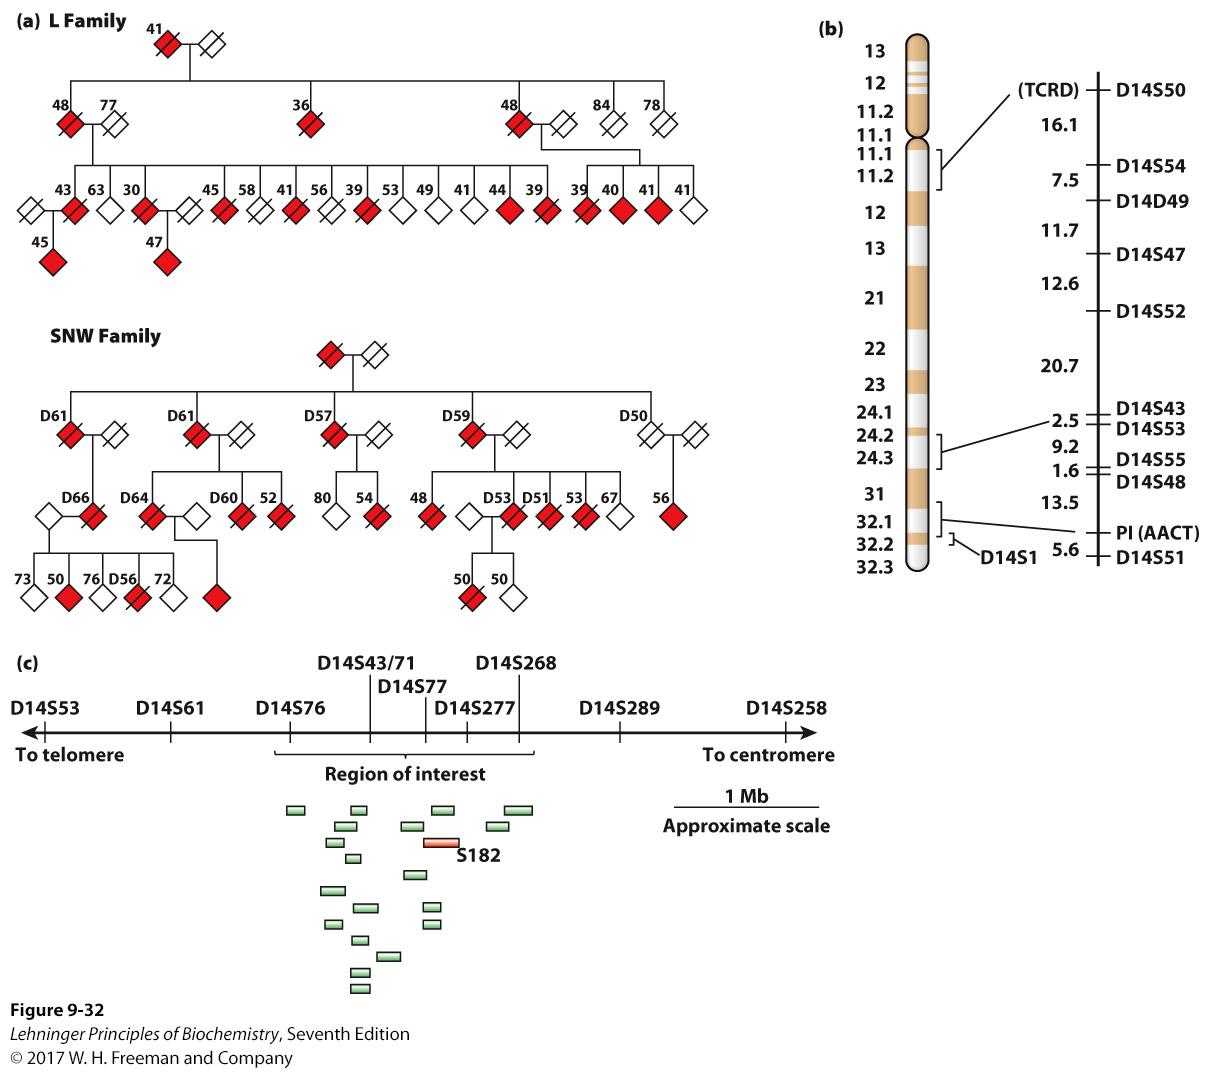 (a) L Family
41
48 77 36 48 84 78
43 63 30 45 58 41 56 39 53 49 41 44 39 39 40 41 41
45 47
SNW Family
D61 D61 D57 D59 D50
D66 D64 D60 52 80 54 48 D53 D51 53 67 56
73 50 76 D56 72 50 50
(b)
13
12
11.2
11.1
11.1
11.2
12
13
21
22
23
24.1
24.2
24.3
31
32.1
32.2
32.3
(TCRD)
16.1
7.5
11.7
12.6
20.7
2.5
9.2
1.6
13.5
5.6
D14S1
D14S50
D14S54
D14D49
D14S47
D14S52
D14S43
D14S53
D14S55
D14S48
PI (AACT)
D14S51
(c)
D14S43/71 D14S268
D14S77
D14S53 D14S61 D14S76 D14S277 D14S289 D14S258
To telomere To centromere
Region of interest
1 Mb
Approximate scale
S182
Figure 9-32
Lehninger Principles of Biochemistry, Seventh Edition
© 2017 W. H. Freeman and Company